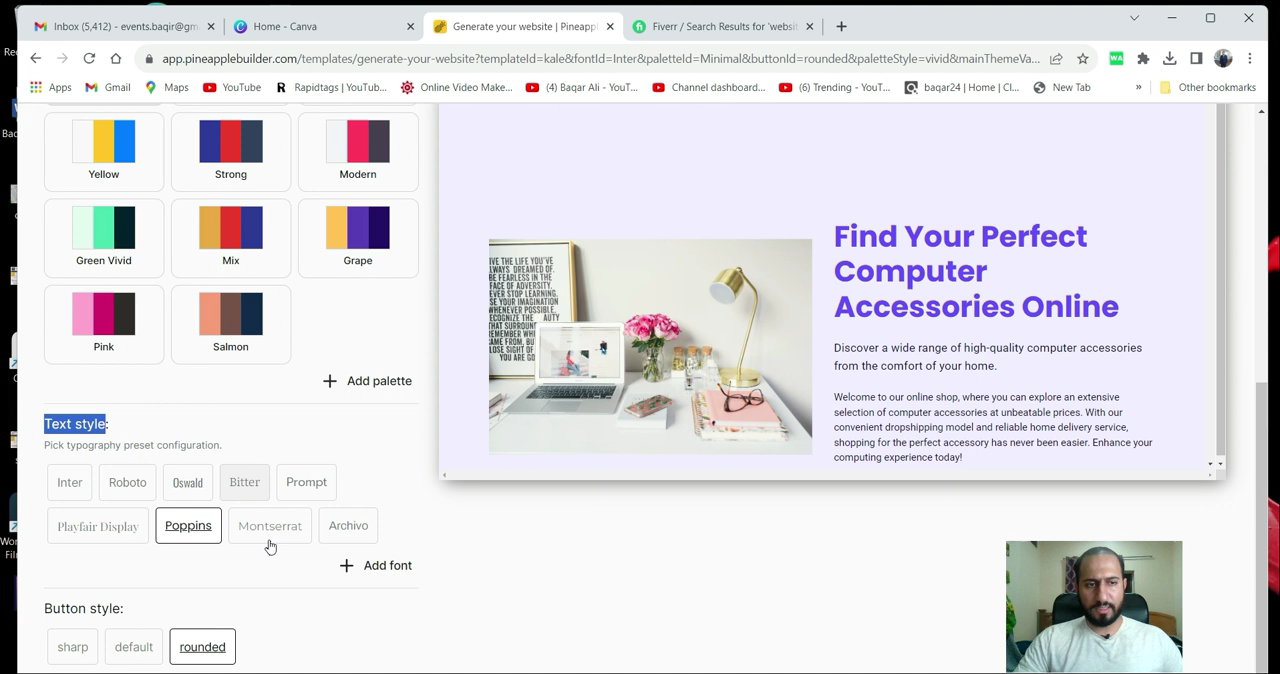 Inbox (5,412) - events.baqir@gm
Home - Canva
Generate your website | Pineapp
Fiverr / Search Results for 'websit
app.pineapplebuilder.com/templates/generate-your-website?templateId=kale&fontId=Inter&paletteId=Minimal&buttonId=rounded&paletteStyle=vivid&mainThemeVa...
Apps
Gmail
Maps
YouTube
Rapidtags | YouTub...
Online Video Make...
(4) Baqar Ali - YouT...
Channel dashboard...
(6) Trending - YouT...
baqar24 | Home | Cl...
New Tab
»
Other bookmarks
Yellow
Strong
Modern
Green Vivid
Mix
Grape
Pink
Salmon
+ Add palette
Text style:
Pick typography preset configuration.
Inter
Roboto
Oswald
Bitter
Prompt
Playfair Display
Poppins
Montserrat
Archivo
+ Add font
Button style:
sharp
default
rounded
Find Your Perfect
Computer
Accessories Online
Discover a wide range of high-quality computer accessories
from the comfort of your home.
Welcome to our online shop, where you can explore an extensive
selection of computer accessories at unbeatable prices. With our
convenient dropshipping model and reliable home delivery service,
shopping for the perfect accessory has never been easier. Enhance your
computing experience today!